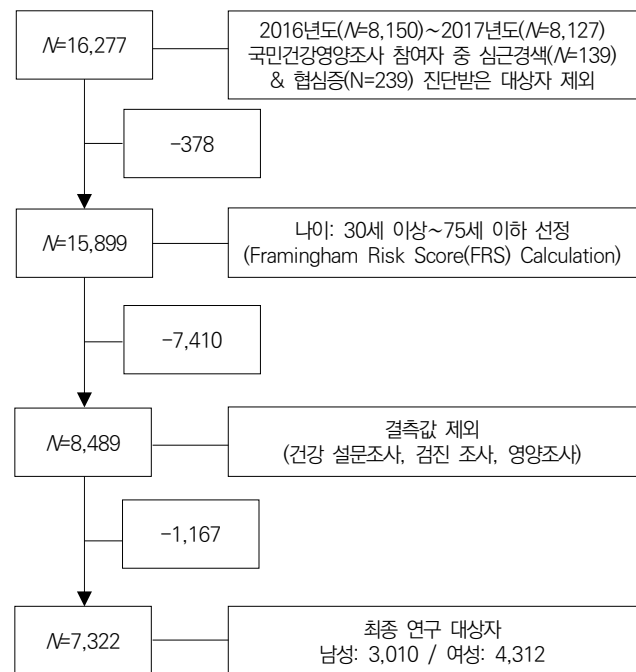 N=16,277
2016년도(N=8,150)~2017년도(N=8,127)
국민건강영양조사 참여자 중 심근경색(N=139)
& 협심증(N=239) 진단받은 대상자 제외
-378
N=15,899
나이: 30세 이상~75세 이하 선정
(Framingham Risk Score(FRS) Calculation)
-7,410
N=8,489
결측값 제외
(건강 설문조사, 검진 조사, 영양조사)
-1,167
N=7,322
최종 연구 대상자
남성: 3,010 / 여성: 4,312